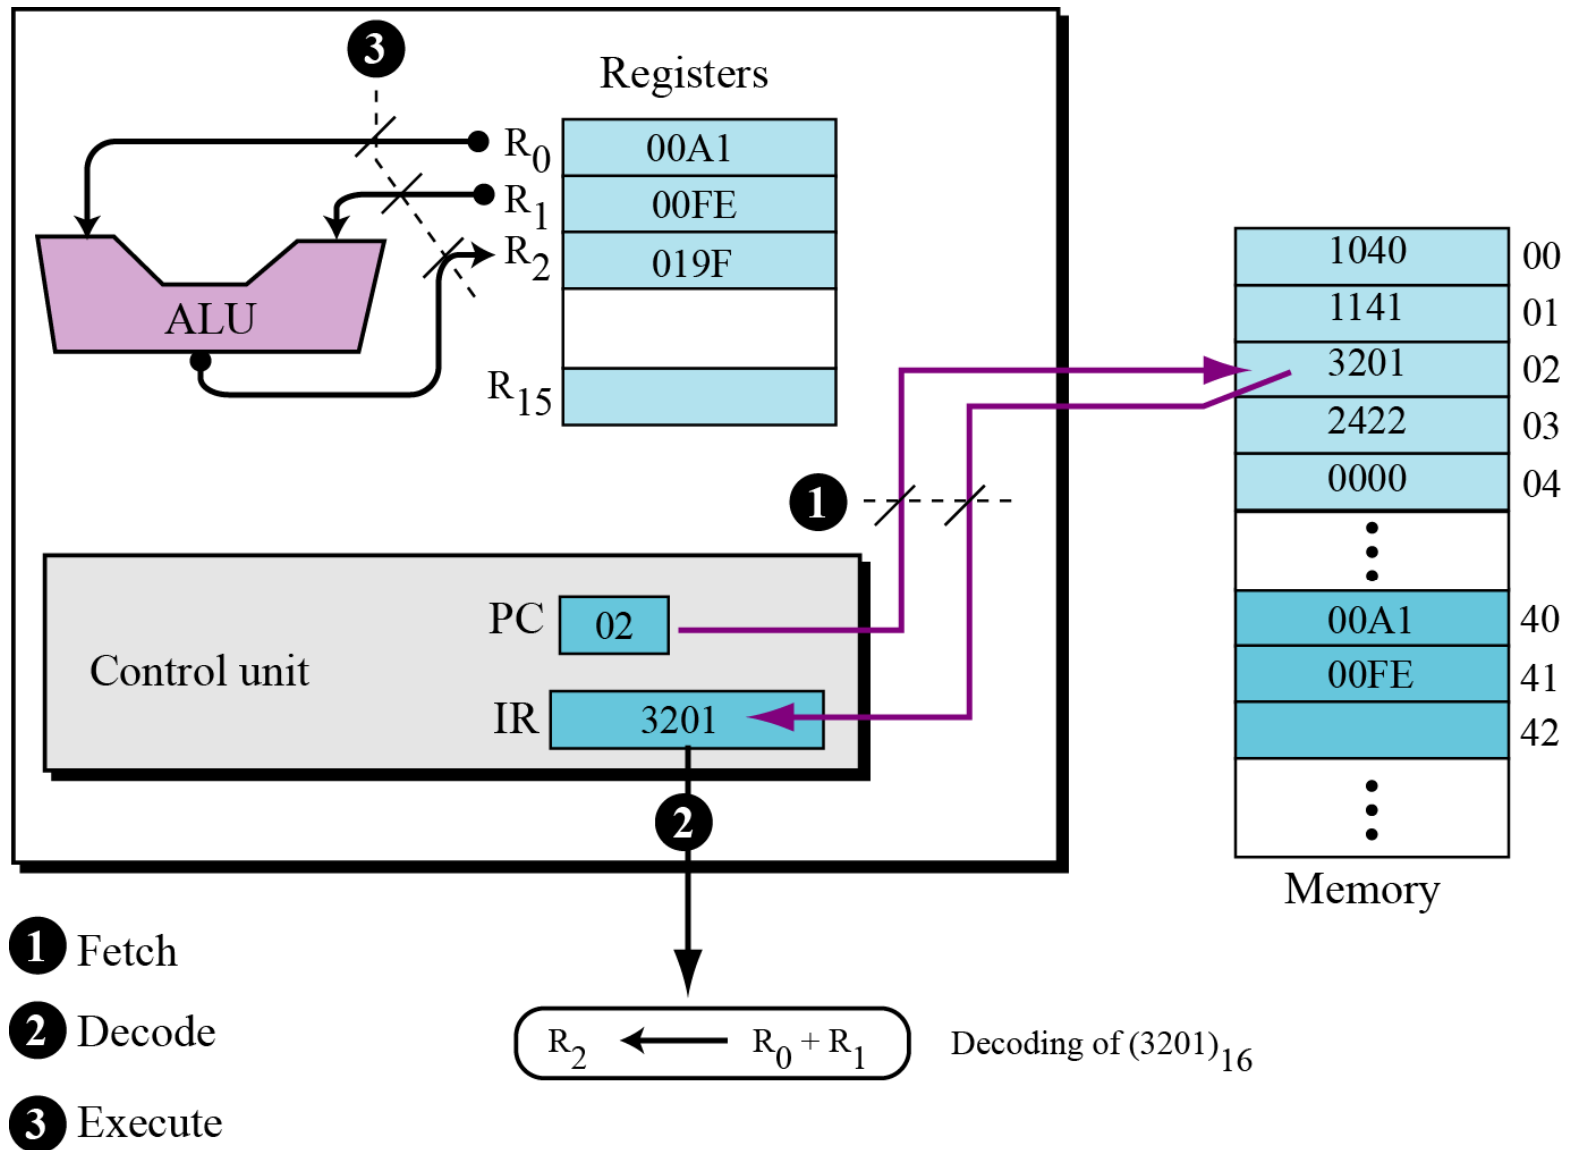 3
Registers
R0 00A1
R1 00FE
R2 019F
R15
ALU
1040 00
1141 01
3201 02
2422 03
0000 04
00A1 40
00FE 41
42
Memory
1
PC 02
Control unit
IR 3201
2
1 Fetch
2 Decode
3 Execute
R2 ← R0 + R1
Decoding of (3201)16